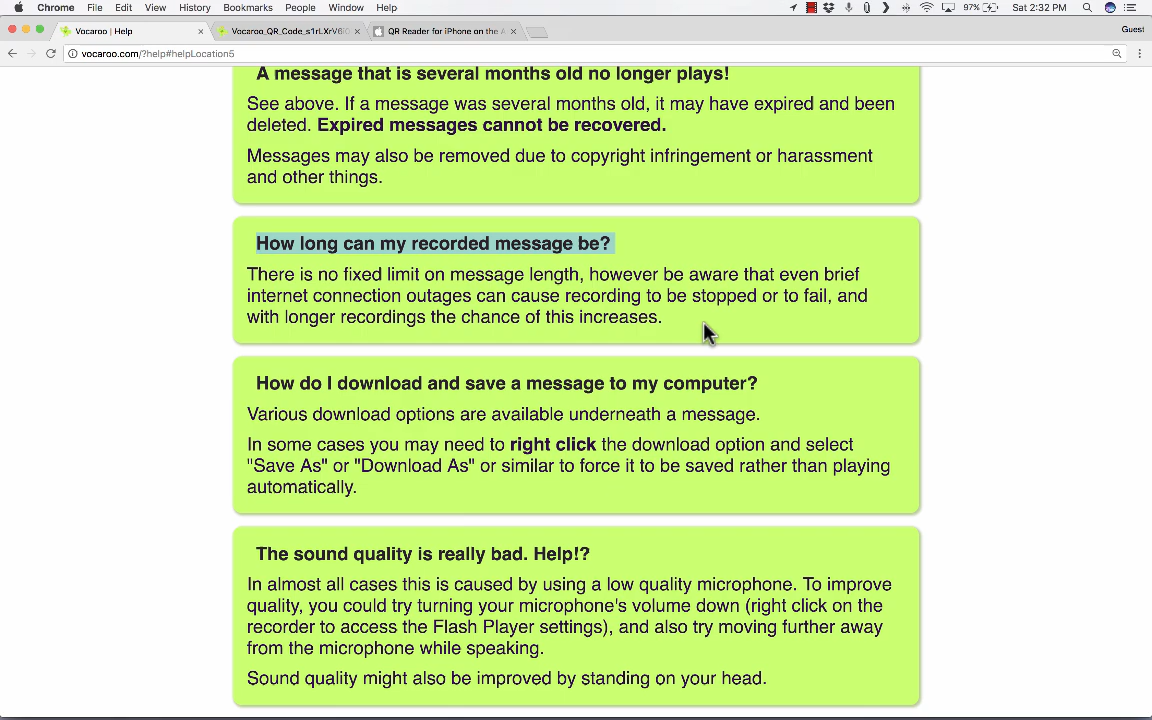 Chrome File Edit View History Bookmarks People Window Help 97% Sat 2:32 PM
Vocaroo | Help
QR Reader for iPhone on the A
Guest
vocaroo.com/?help#helpLocation5
A message that is several months old no longer plays!
See above. If a message was several months old, it may have expired and been
deleted. Expired messages cannot be recovered.
Messages may also be removed due to copyright infringement or harassment
and other things.
How long can my recorded message be?
There is no fixed limit on message length, however be aware that even brief
internet connection outages can cause recording to be stopped or to fail, and
with longer recordings the chance of this increases.
How do I download and save a message to my computer?
Various download options are available underneath a message.
In some cases you may need to right click the download option and select
"Save As" or "Download As" or similar to force it to be saved rather than playing
automatically.
The sound quality is really bad. Help!?
In almost all cases this is caused by using a low quality microphone. To improve
quality, you could try turning your microphone's volume down (right click on the
recorder to access the Flash Player settings), and also try moving further away
from the microphone while speaking.
Sound quality might also be improved by standing on your head.